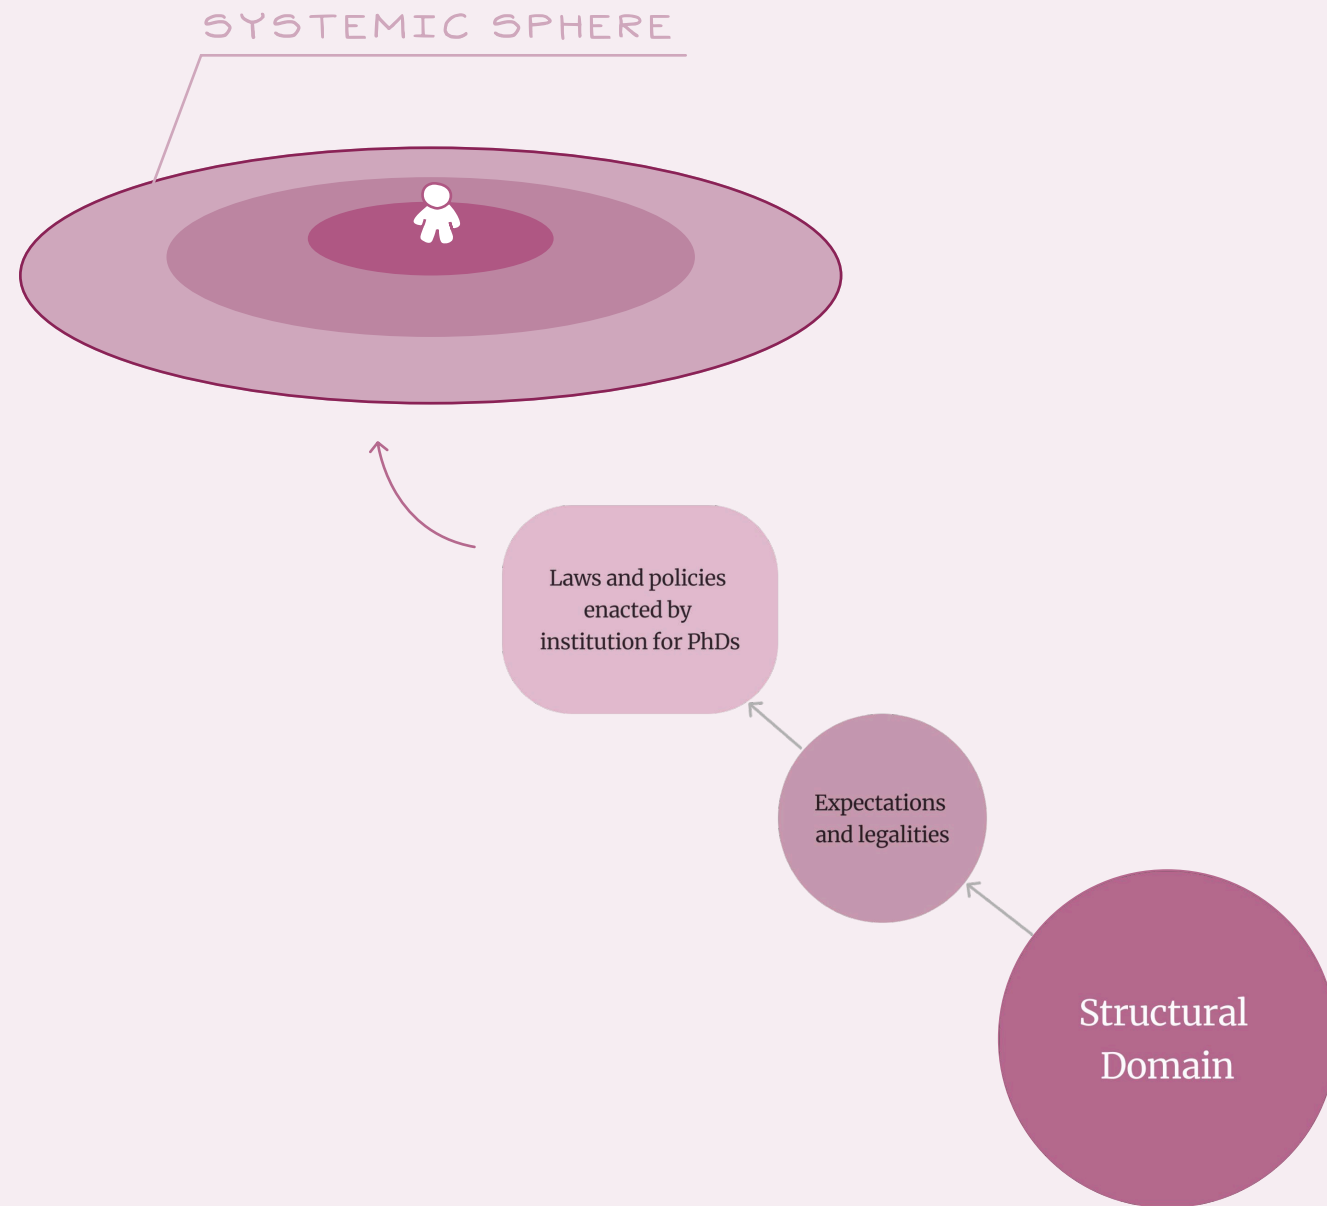 SYSTEMIC SPHERE
Laws and policies
enacted by
institution for PhDs
Expectations
and legalities
Structural
Domain